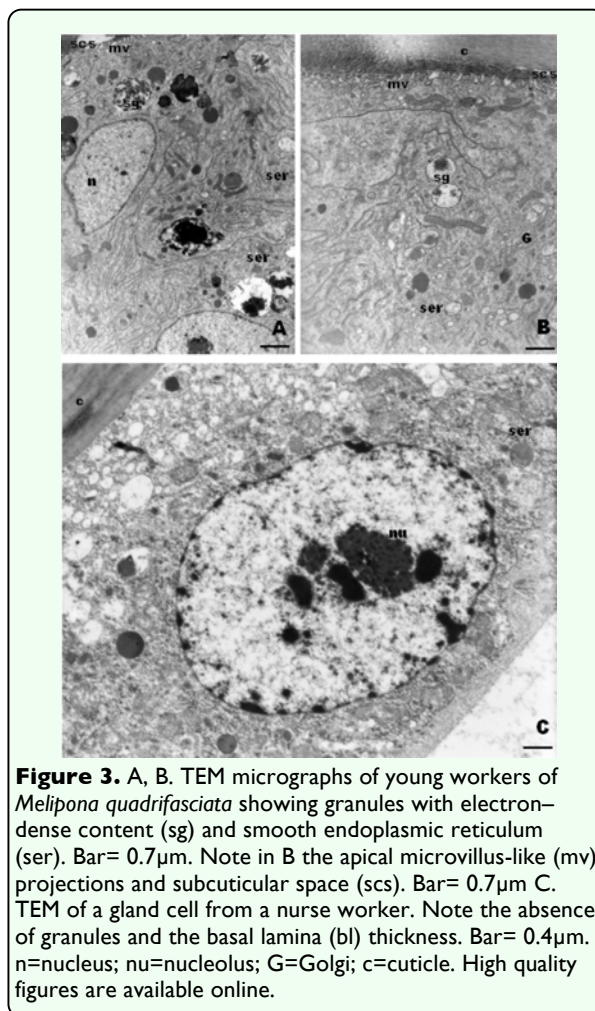 scs mv
sg
n
ser
ser
A
c
scs
mv
sg
G
ser
B
c
ser
nu
C
Figure 3. A, B. TEM micrographs of young workers of
Melipona quadrifasciata showing granules with electron–
dense content (sg) and smooth endoplasmic reticulum
(ser). Bar= 0.7µm. Note in B the apical microvillus-like (mv)
projections and subcuticular space (scs). Bar= 0.7µm C.
TEM of a gland cell from a nurse worker. Note the absence
of granules and the basal lamina (bl) thickness. Bar= 0.4µm.
n=nucleus; nu=nucleolus; G=Golgi; c=cuticle. High quality
figures are available online.